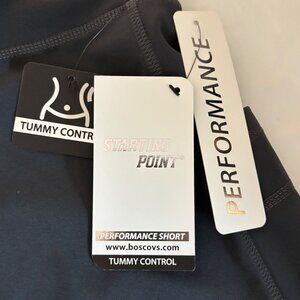 TUMMY CONTROL
STARTING
POINT®
PERFORMANCE SHORT
www.boscovs.com
TUMMY CONTROL
PERFORMANCE